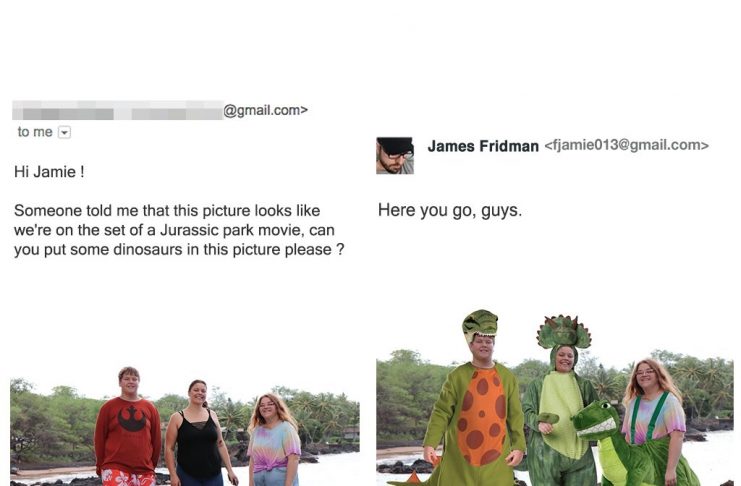 @gmail.com>
to me
Hi Jamie !
Someone told me that this picture looks like
we're on the set of a Jurassic park movie, can
you put some dinosaurs in this picture please ?
James Fridman <fjamie013@gmail.com>
Here you go, guys.